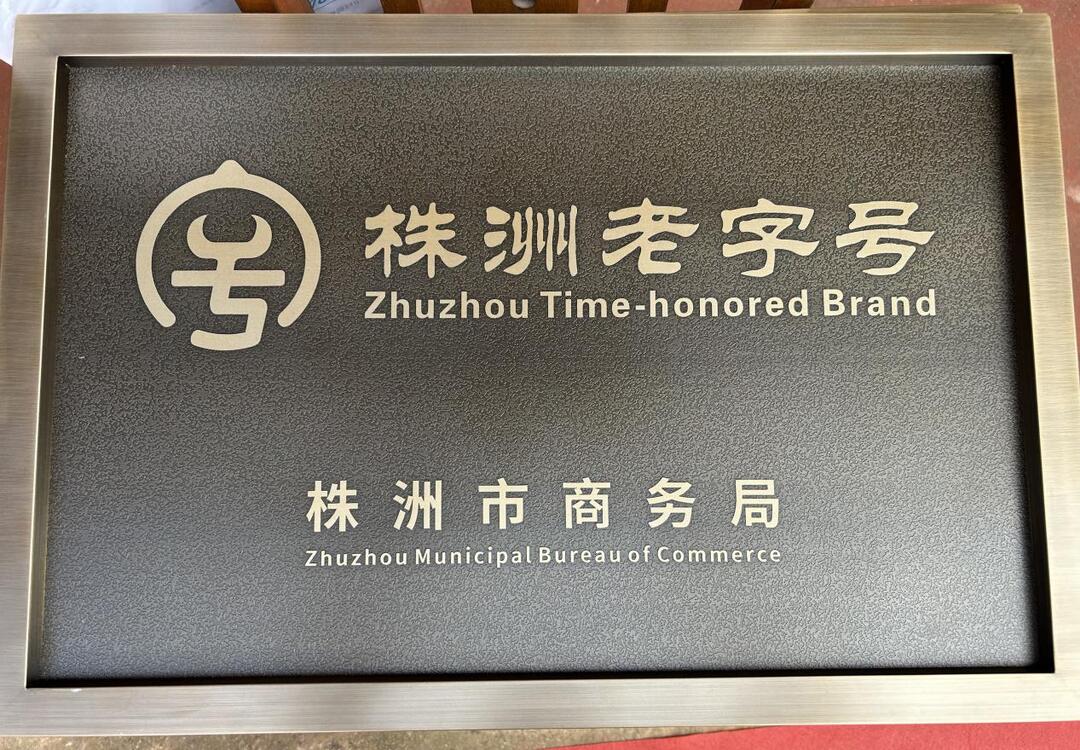 株洲老字号
Zhuzhou Time-honored Brand
株洲市商务局
Zhuzhou Municipal Bureau of Commerce